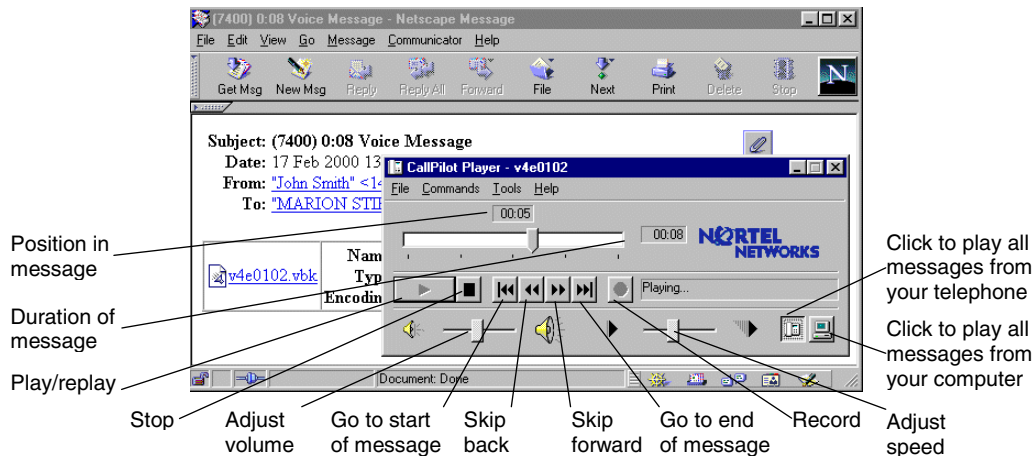 (7400) 0:08 Voice Message - Netscape Message
File Edit View Go Message Communicator Help
Get Msg New Msg Reply Reply All Forward File Next Print Delete Stop N
Subject: (7400) 0:08 Voice Message
Date: 17 Feb 2000 13
From: "John Smith" <14
To: "MARION STIE
v4e0102.vbk
Nam
Typ
Encodin
CallPilot Player - v4e0102
File Commands Tools Help
00:05
00:08
NORTEL
NETWORKS
Playing...
Document: Done
Position in
message
Duration of
message
Play/replay
Stop
Adjust
volume
Go to start
of message
Skip
back
Skip
forward
Go to end
of message
Record
Adjust
speed
Click to play all
messages from
your telephone
Click to play all
messages from
your computer